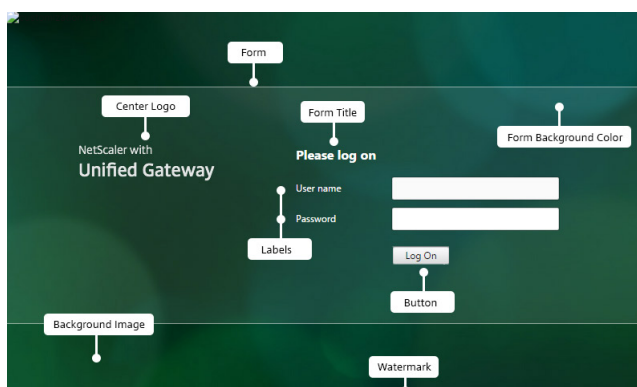 Form
Center Logo
Form Title
Form Background Color
NetScaler with
Unified Gateway
Please log on
User name
Password
Labels
Log On
Button
Background Image
Watermark